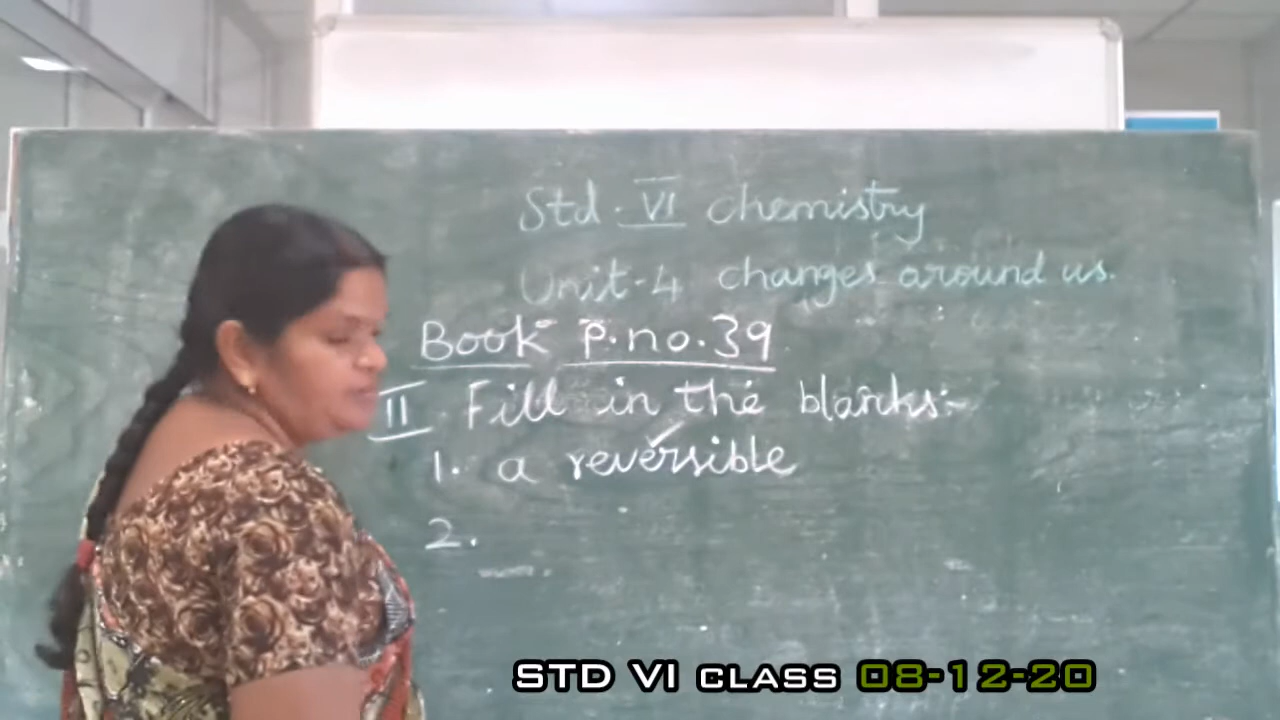 Std. VI chemistry
Unit-4 changes around us.
Book p.no.39
II Fill in the blanks:-
1. a reversible
2.
STD VI CLASS 08-12-20